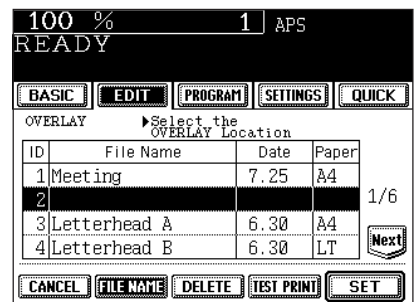 100 % 1 APS
READY
BASIC EDIT PROGRAM SETTINGS QUICK
OVERLAY ▶Select the
OVERLAY Location
ID File Name Date Paper
1 Meeting 7.25 A4
2
1/6
3 Letterhead A 6.30 A4
4 Letterhead B 6.30 LT
Next
CANCEL FILE NAME DELETE TEST PRINT SET